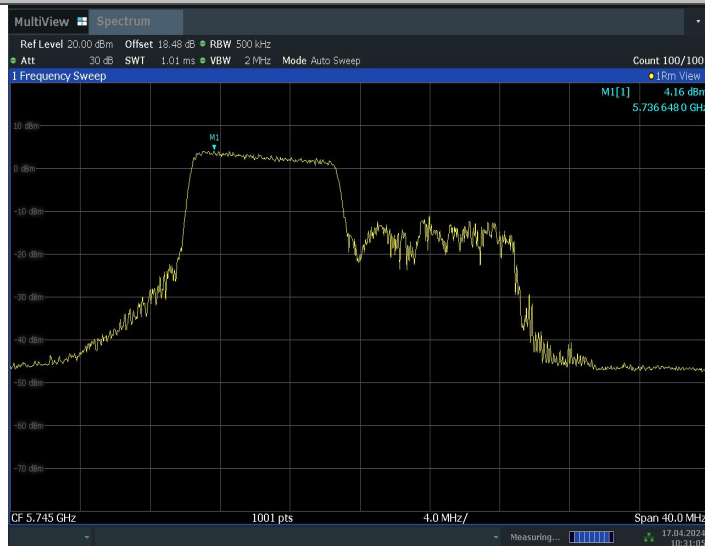 MultiView Spectrum
Ref Level 20.00 dBm Offset 18.48 dB RBW 500 kHz
Att 30 dB SWT 1.01 ms VBW 2 MHz Mode Auto Sweep Count 100/100
1 Frequency Sweep 1Rm View
M1[1] 4.16 dBm
5.736 648 0 GHz
10 dBm
M1
0 dBm
-10 dBm
-20 dBm
-30 dBm
-40 dBm
-50 dBm
-60 dBm
-70 dBm
CF 5.745 GHz 1001 pts 4.0 MHz/ Span 40.0 MHz
Measuring... 17.04.2024
10:31:05